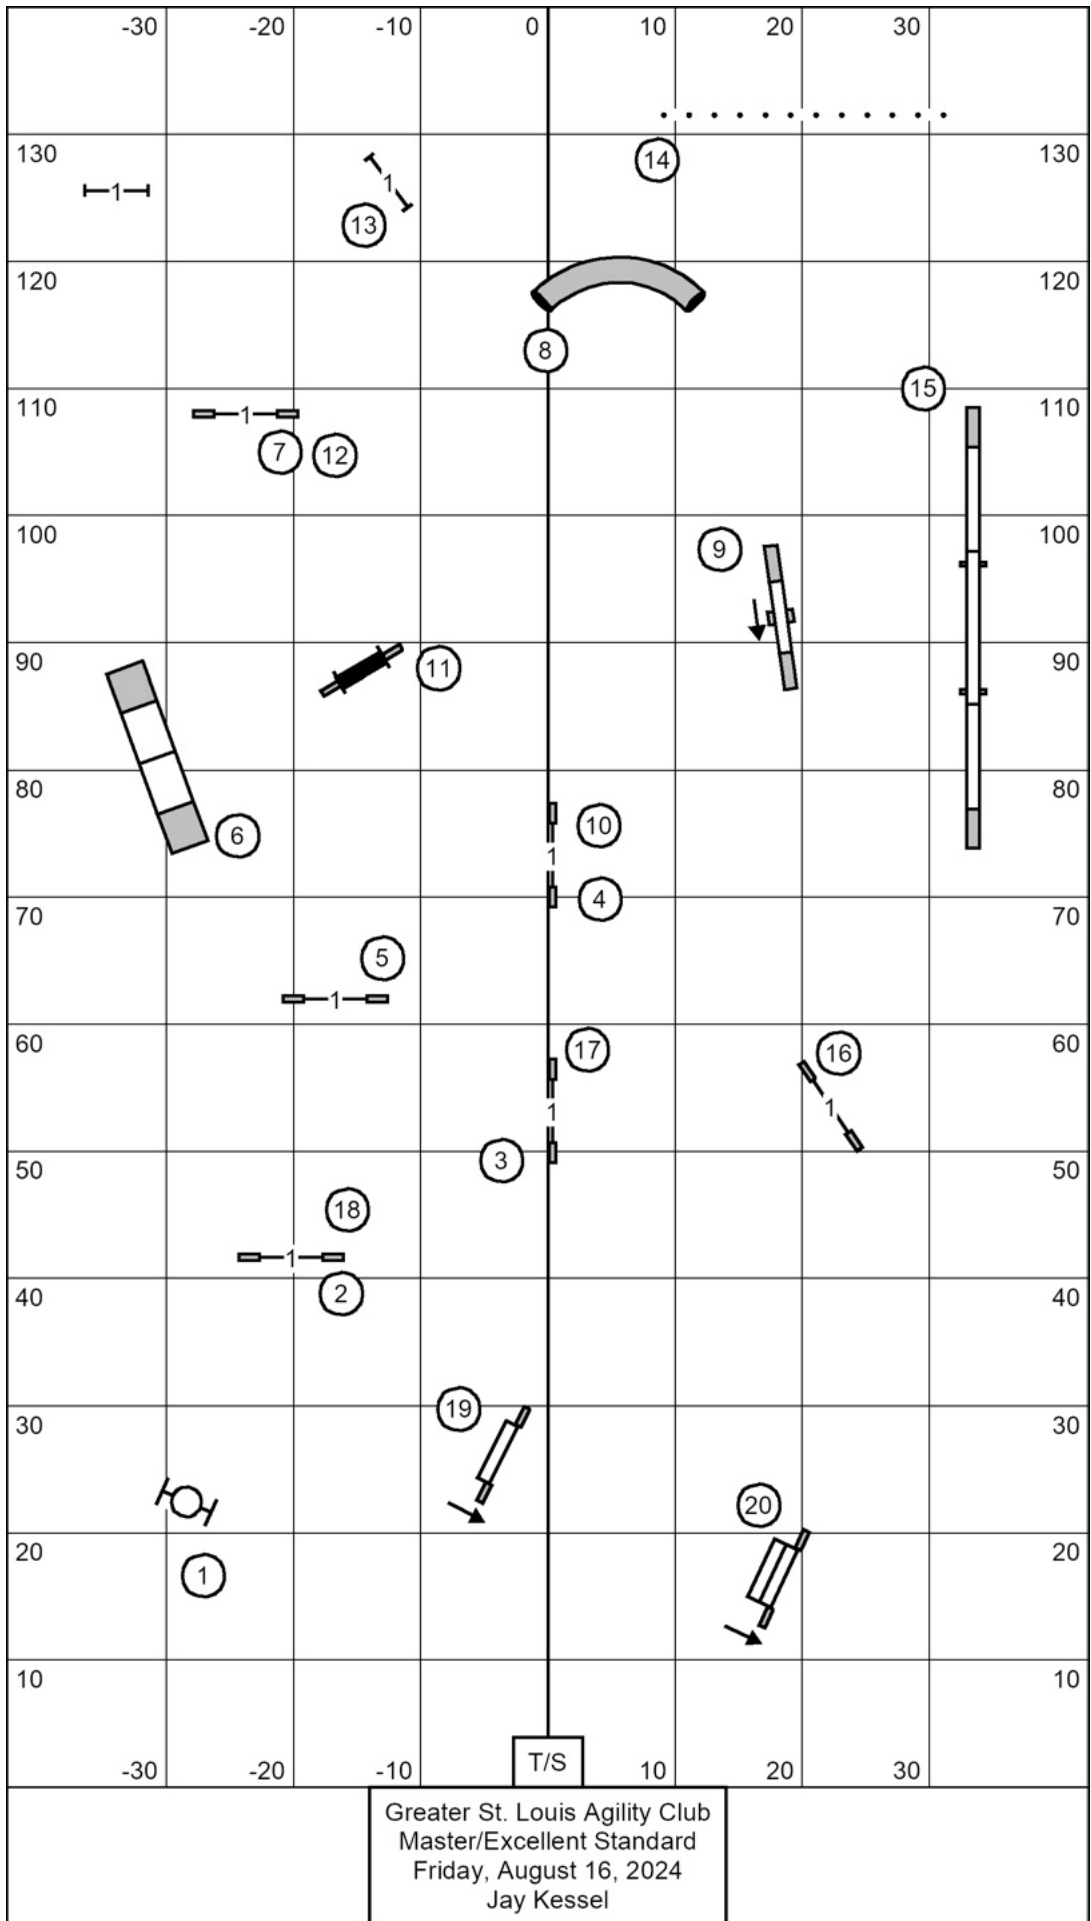 -30 -20 -10 0 10 20 30
130 14 130
1 1
13
120 120
8
110 15 110
1
7 12
100 9 100
90 11 90
80 80
6 10
1
70 4 70
5
1
60 17 16 60
1 1
50 3 50
18
1
40 2 40
30 19 30
20 20 20
1
10 10
-30 -20 -10 T/S 10 20 30
Greater St. Louis Agility Club
Master/Excellent Standard
Friday, August 16, 2024
Jay Kessel